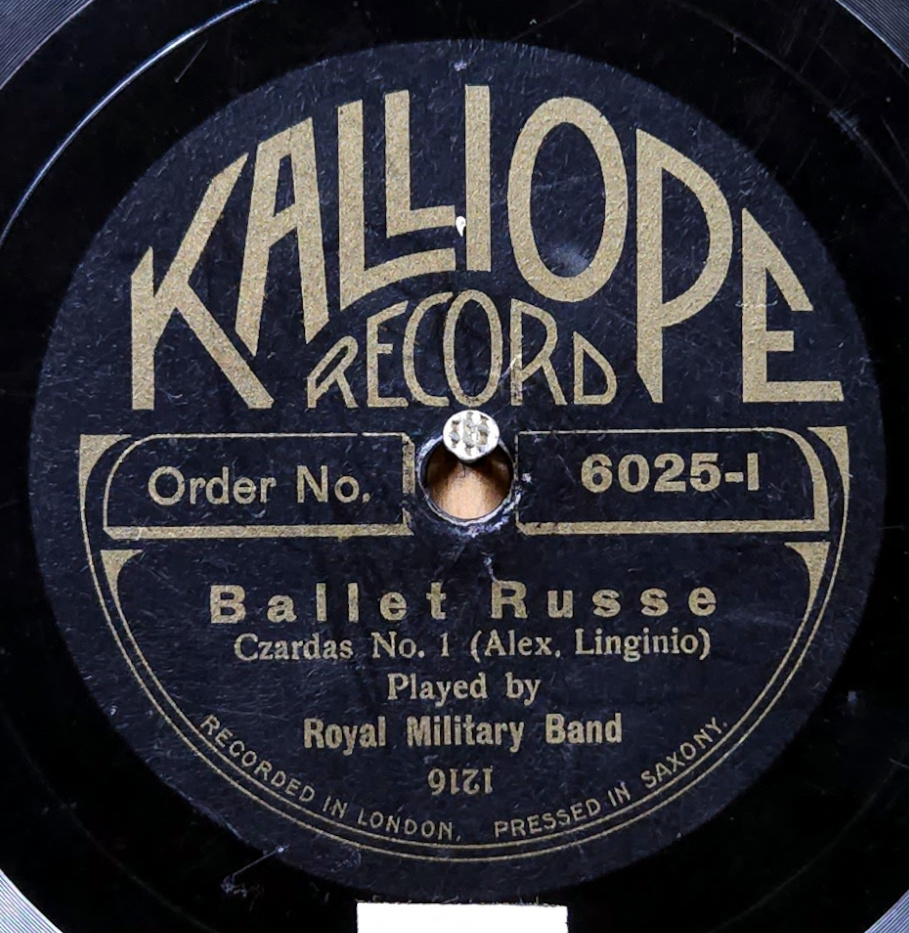 KALLIOPE
RECORD
Order No. 6025-I
Ballet Russe
Czardas No. 1 (Alex. Linginio)
Played by
Royal Military Band
1216
RECORDED IN LONDON. PRESSED IN SAXONY.